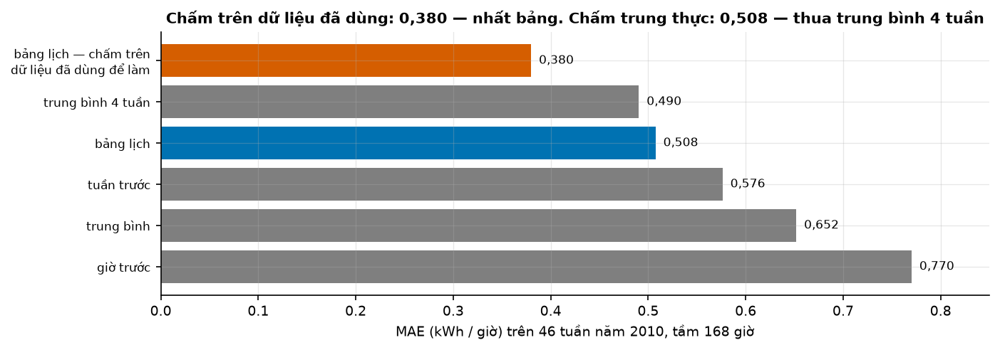 Chấm trên dữ liệu đã dùng: 0,380 — nhất bảng. Chấm trung thực: 0,508 — thua trung bình 4 tuần
bảng lịch — chấm trên
dữ liệu đã dùng để làm
0,380
trung bình 4 tuần
0,490
bảng lịch
0,508
tuần trước
0,576
trung bình
0,652
giờ trước
0,770
0.0 0.1 0.2 0.3 0.4 0.5 0.6 0.7 0.8
MAE (kWh / giờ) trên 46 tuần năm 2010, tầm 168 giờ